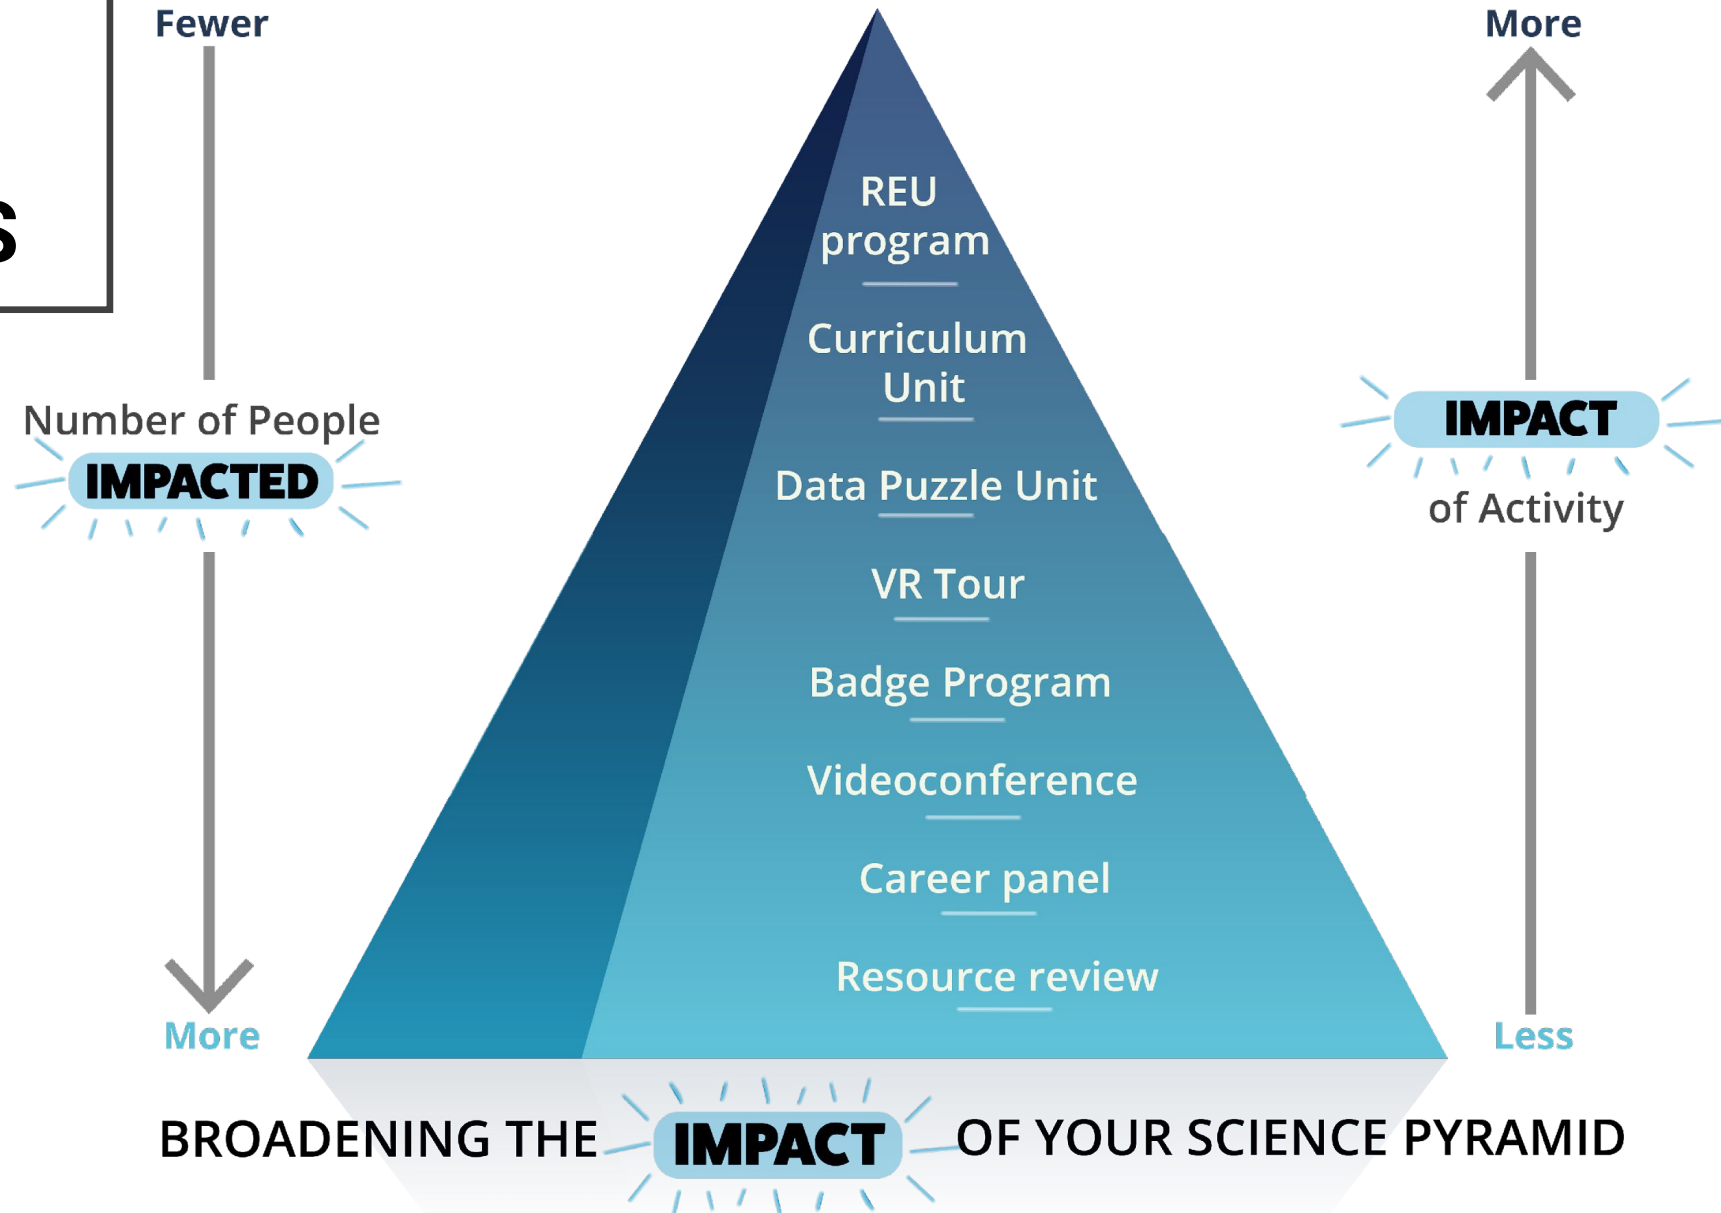 Fewer
More
S
REU
program
Curriculum
Unit
Number of People
IMPACTED
IMPACT
of Activity
Data Puzzle Unit
VR Tour
Badge Program
Videoconference
Career panel
Resource review
More
Less
BROADENING THE IMPACT OF YOUR SCIENCE PYRAMID